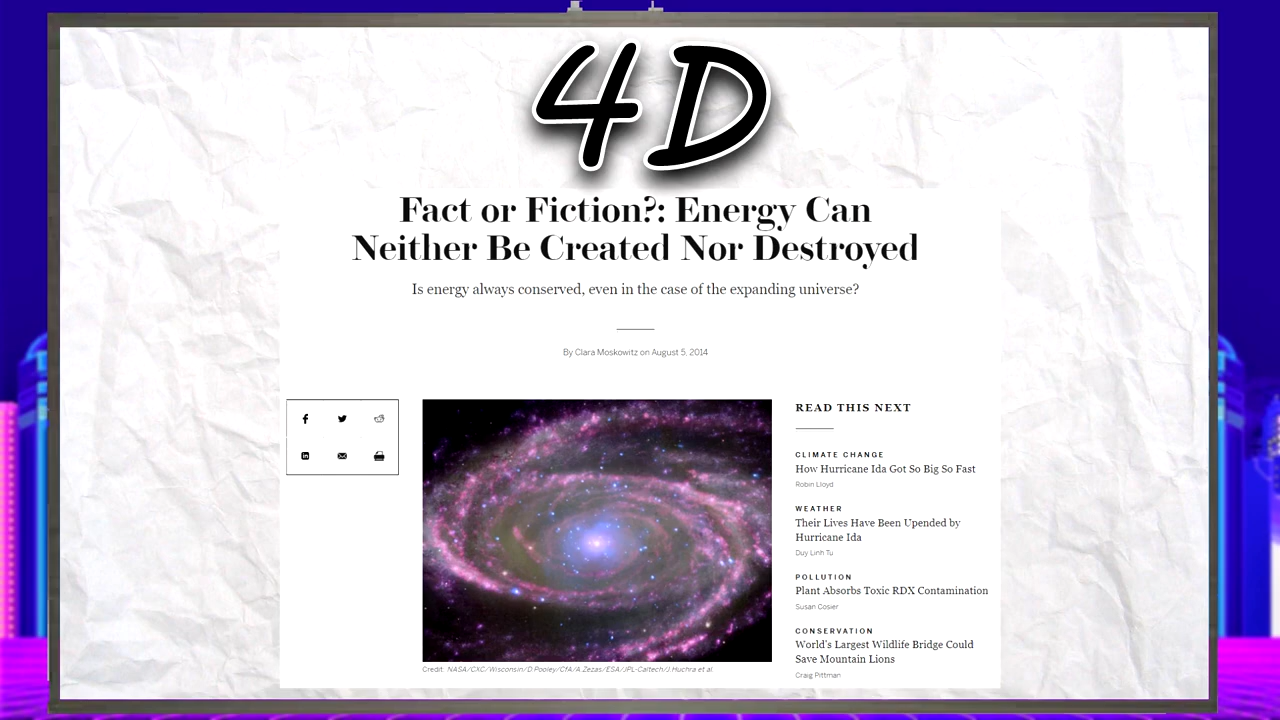 4D
Fact or Fiction?: Energy Can
Neither Be Created Nor Destroyed
Is energy always conserved, even in the case of the expanding universe?
By Clara Moskowitz on August 5, 2014
READ THIS NEXT
CLIMATE CHANGE
How Hurricane Ida Got So Big So Fast
Robin Lloyd
WEATHER
Their Lives Have Been Upended by
Hurricane Ida
Duy Linh Tu
POLLUTION
Plant Absorbs Toxic RDX Contamination
Susan Cosier
CONSERVATION
World's Largest Wildlife Bridge Could
Save Mountain Lions
Craig Pittman
Credit: NASA/CXC/Wisconsin/D.Pooley/CfA/A.Zezas/ESA/JPL-Caltech/J.Huchra et al.